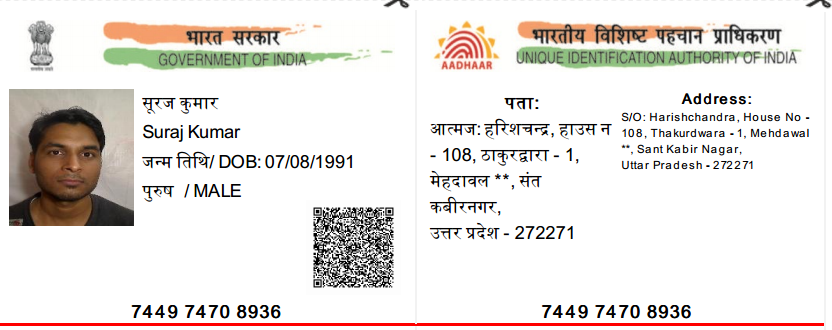 भारत सरकार
GOVERNMENT OF INDIA
सूरज कुमार
Suraj Kumar
जन्म तिथि/ DOB: 07/08/1991
पुरुष / MALE
7449 7470 8936
भारतीय विशिष्ट पहचान प्राधिकरण
UNIQUE IDENTIFICATION AUTHORITY OF INDIA
AADHAAR
पता:
आत्मज: हरिशचन्द्र, हाउस न
- 108, ठाकुरद्वारा - 1,
मेहदावल **, संत
कबीरनगर,
उत्तर प्रदेश - 272271
Address:
S/O: Harishchandra, House No -
108, Thakurdwara - 1, Mehdawal
**, Sant Kabir Nagar,
Uttar Pradesh - 272271
7449 7470 8936